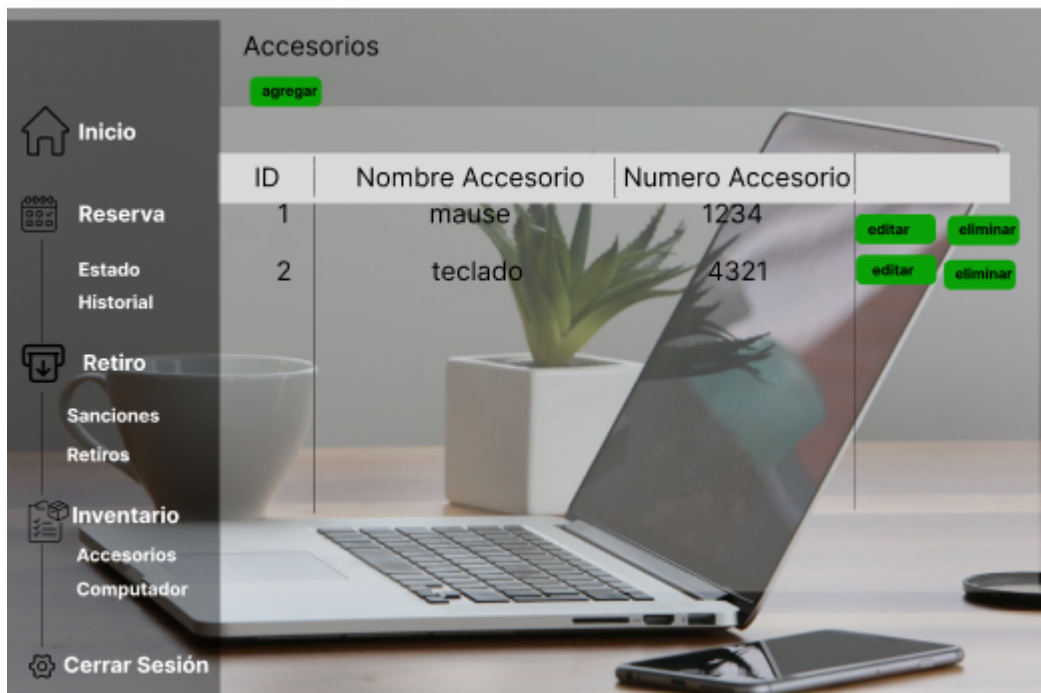 Accesorios
agregar
Inicio
ID Nombre Accesorio Numero Accesorio
Reserva
1 mause 1234 editar eliminar
Estado
2 teclado 4321 editar eliminar
Historial
Retiro
Sanciones
Retiros
Inventario
Accesorios
Computador
Cerrar Sesión